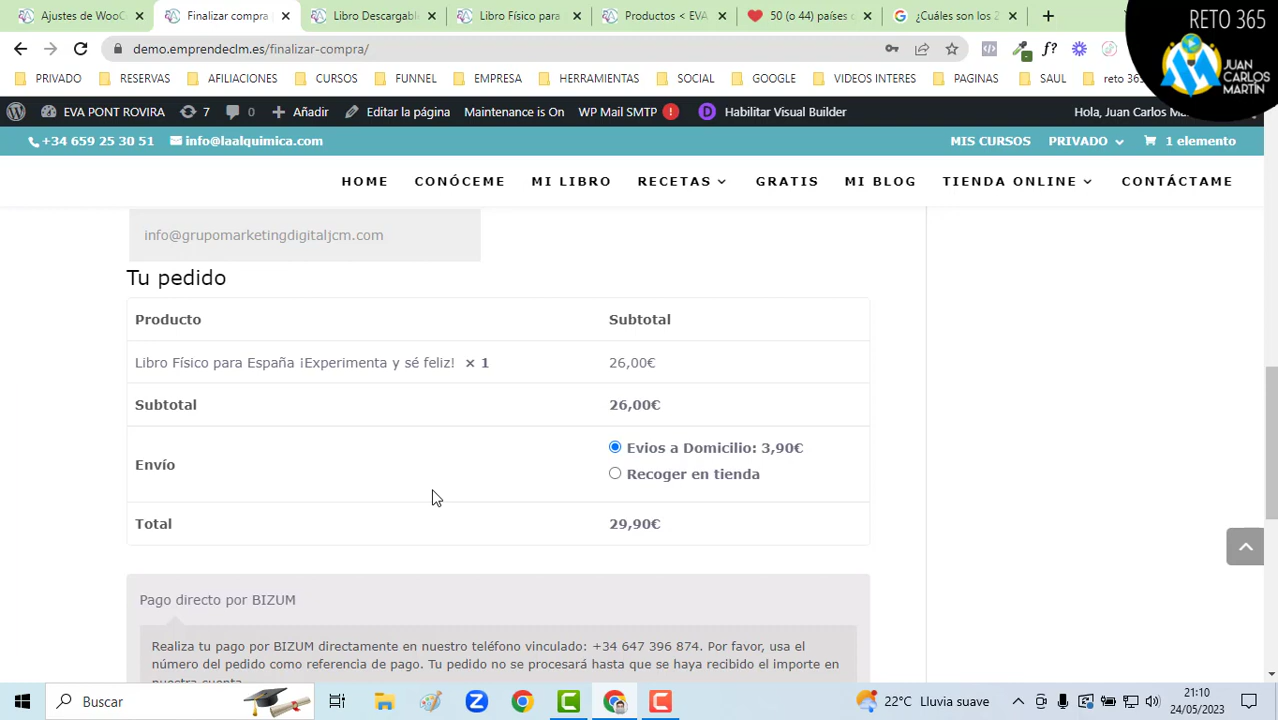 Ajustes de WooC
Finalizar compra
Libro Descargable
Libro Físico para
Productos < EVA
50 (o 44) países
¿Cuáles son los 2
RETO 365
demo.emprendeclm.es/finalizar-compra/
f?
JUAN
CARLOS
MARTÍN
PRIVADO
RESERVAS
AFILIACIONES
CURSOS
FUNNEL
EMPRESA
HERRAMIENTAS
SOCIAL
GOOGLE
VIDEOS INTERES
PAGINAS
SAUL
reto 365
EVA PONT ROVIRA
7
0
Añadir
Editar la página
Maintenance is On
WP Mail SMTP
!
Habilitar Visual Builder
Hola, Juan Carlos Ma
+34 659 25 30 51
info@laalquimica.com
MIS CURSOS
PRIVADO
1 elemento
HOME
CONÓCEME
MI LIBRO
RECETAS
GRATIS
MI BLOG
TIENDA ONLINE
CONTÁCTAME
info@grupomarketingdigitaljcm.com
Tu pedido
Producto
Subtotal
Libro Físico para España ¡Experimenta y sé feliz! × 1
26,00€
Subtotal
26,00€
Envío
Evios a Domicilio: 3,90€
Recoger en tienda
Total
29,90€
Pago directo por BIZUM
Realiza tu pago por BIZUM directamente en nuestro teléfono vinculado: +34 647 396 874. Por favor, usa el
número del pedido como referencia de pago. Tu pedido no se procesará hasta que se haya recibido el importe en
nuestra cuenta.
Buscar
22°C
Lluvia suave
21:10
24/05/2023